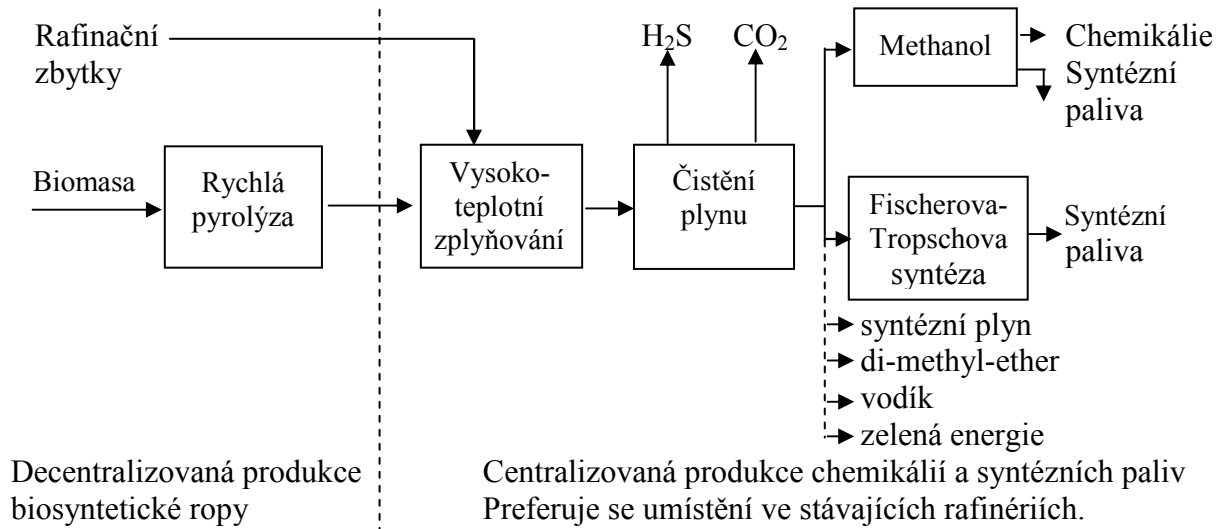 Rafinační
zbytky
H₂S
CO₂
Methanol
Chemikálie
Syntézní
paliva
Biomasa
Rychlá
pyrolýza
Vysoko-
teplotní
zplyňování
Čistění
plynu
Fischerova-
Tropschova
syntéza
Syntézní
paliva
syntézní plyn
di-methyl-ether
vodík
zelená energie
Decentralizovaná produkce
biosyntetické ropy
Centralizovaná produkce chemikálií a syntézních paliv
Preferuje se umístění ve stávajících rafinériích.